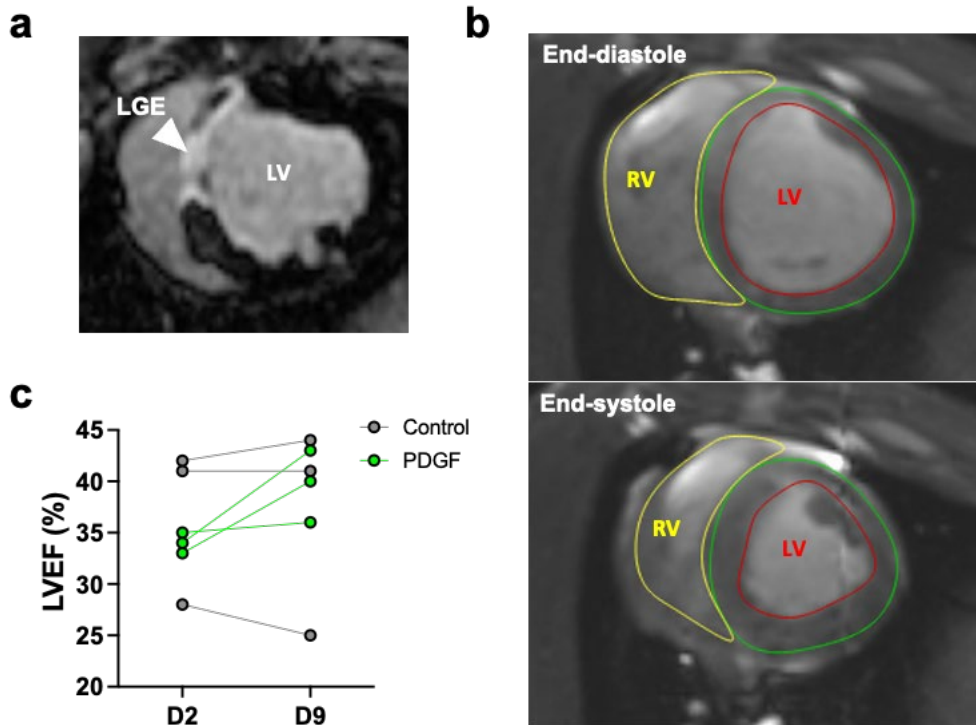 a
LGE
LV
b
End-diastole
RV
LV
End-systole
RV
LV
c
Control
PDGF
LVEF (%)
45
40
35
30
25
20
D2 D9